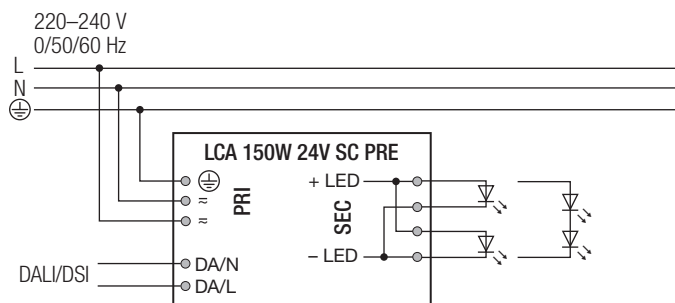 220–240 V
0/50/60 Hz
L
N
LCA 150W 24V SC PRE
PRI
≂
≂
+ LED
SEC
– LED
DALI/DSI
DA/N
DA/L